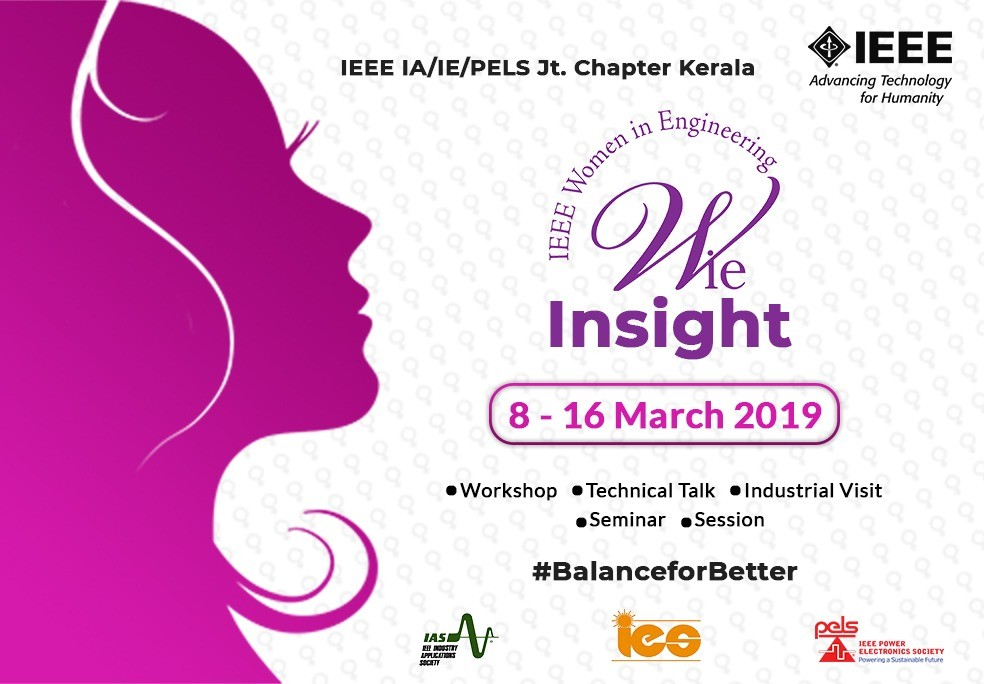 IEEE IA/IE/PELS Jt. Chapter Kerala
IEEE
Advancing Technology
for Humanity
IEEE Women in Engineering
Wie
Insight
8 - 16 March 2019
•Workshop •Technical Talk •Industrial Visit
•Seminar •Session
#BalanceforBetter
IAS
IEEE INDUSTRY
APPLICATIONS
SOCIETY
ies
pels
IEEE POWER
ELECTRONICS SOCIETY
Powering a Sustainable Future